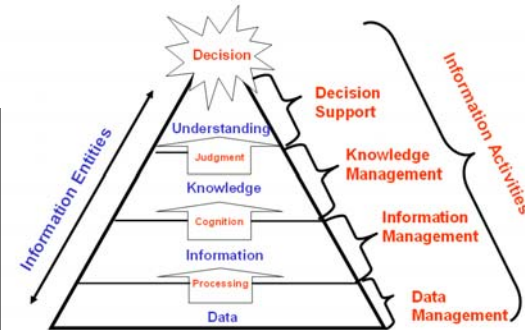 Decision
Understanding
Judgment
Knowledge
Cognition
Information
Processing
Data
Information Entities
Decision
Support
Knowledge
Management
Information
Management
Data
Management
Information Activities